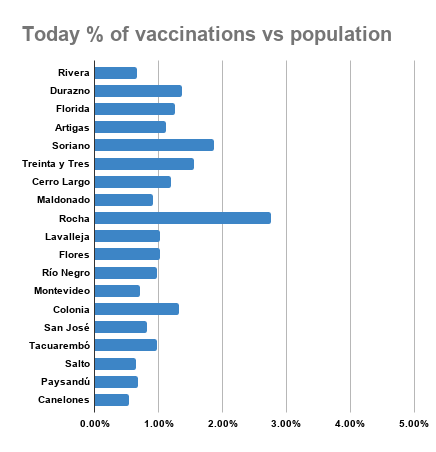 Today % of vaccinations vs population
Rivera
Durazno
Florida
Artigas
Soriano
Treinta y Tres
Cerro Largo
Maldonado
Rocha
Lavalleja
Flores
Río Negro
Montevideo
Colonia
San José
Tacuarembó
Salto
Paysandú
Canelones
0.00% 1.00% 2.00% 3.00% 4.00% 5.00%